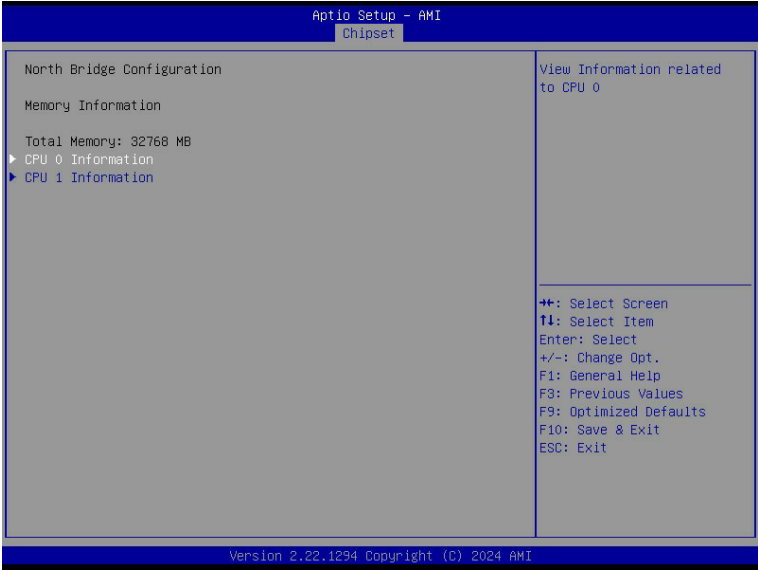 Aptio Setup – AMI
Chipset
North Bridge Configuration
Memory Information
Total Memory: 32768 MB
CPU 0 Information
CPU 1 Information
View Information related
to CPU 0
→←: Select Screen
↑↓: Select Item
Enter: Select
+/-: Change Opt.
F1: General Help
F3: Previous Values
F9: Optimized Defaults
F10: Save & Exit
ESC: Exit
Version 2.22.1294 Copyright (C) 2024 AMI